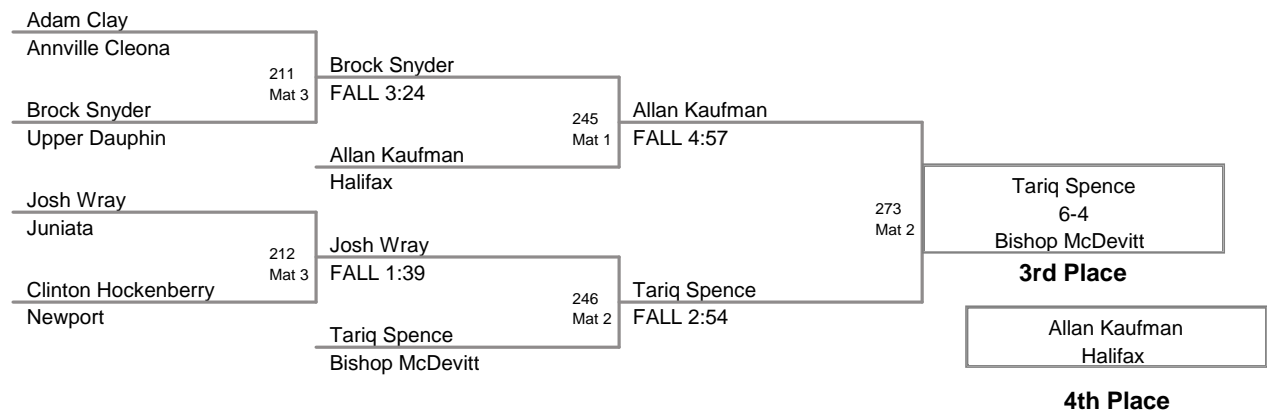 Adam Clay
Annville Cleona
211
Mat 3
Brock Snyder
Upper Dauphin
Brock Snyder
FALL 3:24
245
Mat 1
Allan Kaufman
Halifax
Allan Kaufman
FALL 4:57
Josh Wray
Juniata
212
Mat 3
Clinton Hockenberry
Newport
Josh Wray
FALL 1:39
246
Mat 2
Tariq Spence
Bishop McDevitt
Tariq Spence
FALL 2:54
273
Mat 2
Tariq Spence
6-4
Bishop McDevitt
3rd Place
Allan Kaufman
Halifax
4th Place